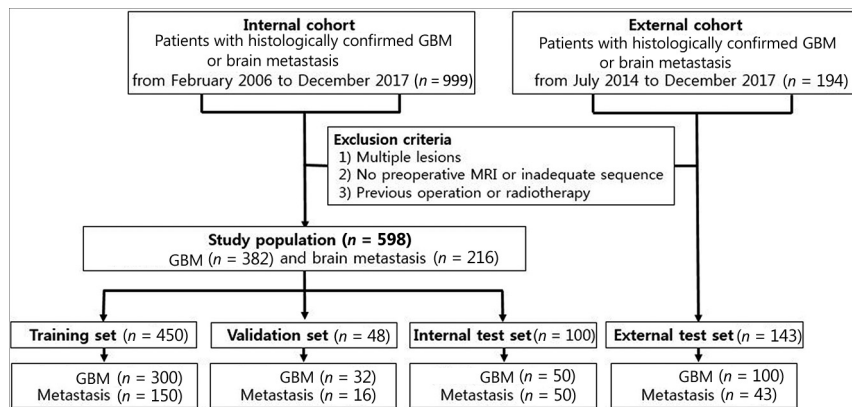 Internal cohort
Patients with histologically confirmed GBM
or brain metastasis
from February 2006 to December 2017 (n = 999)
External cohort
Patients with histologically confirmed GBM
or brain metastasis
from July 2014 to December 2017 (n = 194)
Exclusion criteria
1) Multiple lesions
2) No preoperative MRI or inadequate sequence
3) Previous operation or radiotherapy
Study population (n = 598)
GBM (n = 382) and brain metastasis (n = 216)
Training set (n = 450)
Validation set (n = 48)
Internal test set (n = 100)
External test set (n = 143)
GBM (n = 300)
Metastasis (n = 150)
GBM (n = 32)
Metastasis (n = 16)
GBM (n = 50)
Metastasis (n = 50)
GBM (n = 100)
Metastasis (n = 43)